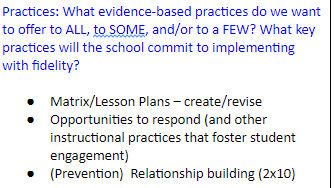 Practices: What evidence-based practices do we want
to offer to ALL, to SOME, and/or to a FEW? What key
practices will the school commit to implementing
with fidelity?
● Matrix/Lesson Plans – create/revise
● Opportunities to respond (and other
instructional practices that foster student
engagement)
● (Prevention)  Relationship building (2x10)